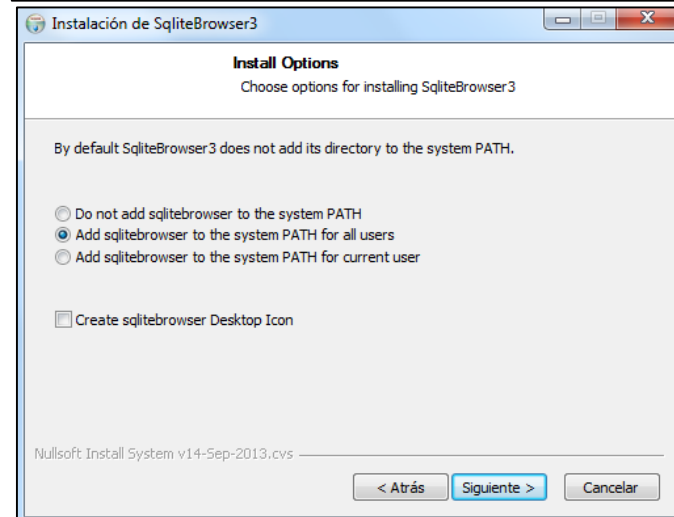 Instalación de SqliteBrowser3
Install Options
Choose options for installing SqliteBrowser3
By default SqliteBrowser3 does not add its directory to the system PATH.
Do not add sqlitebrowser to the system PATH
Add sqlitebrowser to the system PATH for all users
Add sqlitebrowser to the system PATH for current user
Create sqlitebrowser Desktop Icon
Nullsoft Install System v14-Sep-2013.cvs
< Atrás Siguiente > Cancelar